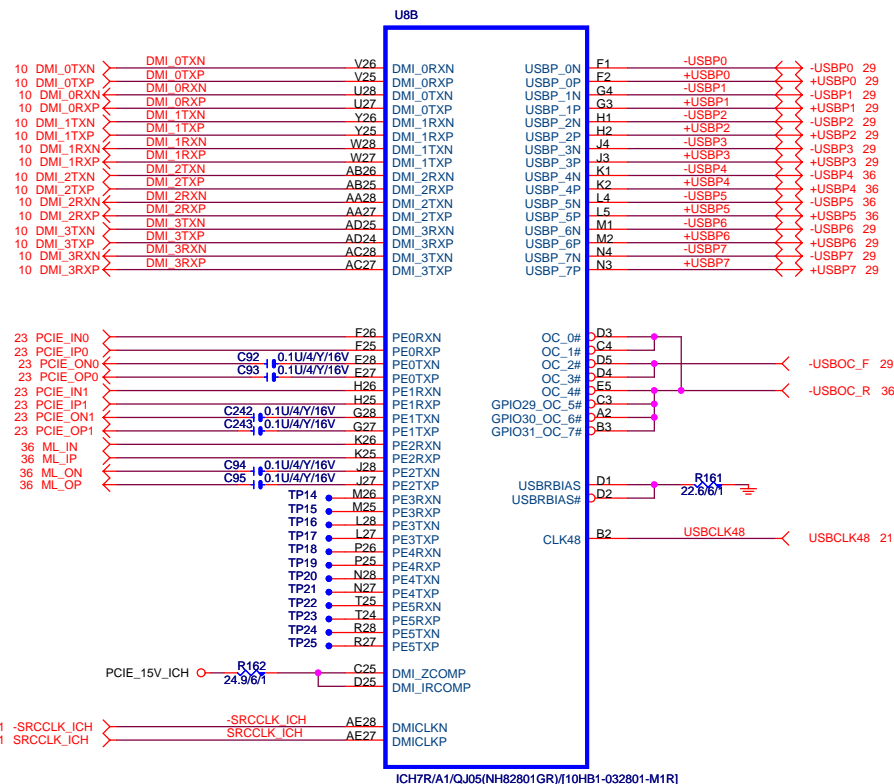 U8B
10 DMI_0TXN DMI_0TXN V26 DMI_0RXN USBP_0N F1 -USBP0 -USBP0 29
10 DMI_0TXP DMI_0TXP V25 DMI_0RXP USBP_0P F2 +USBP0 +USBP0 29
10 DMI_0RXN DMI_0RXN U28 DMI_0TXN USBP_1N G4 -USBP1 -USBP1 29
10 DMI_0RXP DMI_0RXP U27 DMI_0TXP USBP_1P G3 +USBP1 +USBP1 29
10 DMI_1TXN DMI_1TXN Y26 DMI_1RXN USBP_2N H1 -USBP2 -USBP2 29
10 DMI_1TXP DMI_1TXP Y25 DMI_1RXP USBP_2P H2 +USBP2 +USBP2 29
10 DMI_1RXN DMI_1RXN W28 DMI_1TXN USBP_3N J4 -USBP3 -USBP3 29
10 DMI_1RXP DMI_1RXP W27 DMI_1TXP USBP_3P J3 +USBP3 +USBP3 29
10 DMI_2TXN DMI_2TXN AB26 DMI_2RXN USBP_4N K1 -USBP4 -USBP4 36
10 DMI_2TXP DMI_2TXP AB25 DMI_2RXP USBP_4P K2 +USBP4 +USBP4 36
10 DMI_2RXN DMI_2RXN AA28 DMI_2TXN USBP_5N L4 -USBP5 -USBP5 36
10 DMI_2RXP DMI_2RXP AA27 DMI_2TXP USBP_5P L5 +USBP5 +USBP5 36
10 DMI_3TXN DMI_3TXN AD25 DMI_3RXN USBP_6N M1 -USBP6 -USBP6 29
10 DMI_3TXP DMI_3TXP AD24 DMI_3RXP USBP_6P M2 +USBP6 +USBP6 29
10 DMI_3RXN DMI_3RXN AC28 DMI_3TXN USBP_7N N4 -USBP7 -USBP7 29
10 DMI_3RXP DMI_3RXP AC27 DMI_3TXP USBP_7P N3 +USBP7 +USBP7 29
23 PCIE_IN0 F26 PE0RXN OC_0# D3
23 PCIE_IP0 F25 PE0RXP OC_1# C4
23 PCIE_ON0 C92 0.1U/4/Y/16V E28 PE0TXN OC_2# D5 -USBOC_F 29
23 PCIE_OP0 C93 0.1U/4/Y/16V E27 PE0TXP OC_3# D4
23 PCIE_IN1 H26 PE1RXN OC_4# E5 -USBOC_R 36
23 PCIE_IP1 H25 PE1RXP GPIO29_OC_5# C3
23 PCIE_ON1 C242 0.1U/4/Y/16V G28 PE1TXN GPIO30_OC_6# A2
23 PCIE_OP1 C243 0.1U/4/Y/16V G27 PE1TXP GPIO31_OC_7# B3
36 ML_IN K26 PE2RXN
36 ML_IP K25 PE2RXP
36 ML_ON C94 0.1U/4/Y/16V J28 PE2TXN
36 ML_OP C95 0.1U/4/Y/16V J27 PE2TXP USBRBIAS D1 R161 22.6/6/1
TP14 M26 PE3RXN USBRBIAS# D2
TP15 M25 PE3RXP
TP16 L28 PE3TXN
TP17 L27 PE3TXP CLK48 B2 USBCLK48 USBCLK48 21
TP18 P26 PE4RXN
TP19 P25 PE4RXP
TP20 N28 PE4TXN
TP21 N27 PE4TXP
TP22 T25 PE5RXN
TP23 T24 PE5RXP
TP24 R28 PE5TXN
TP25 R27 PE5TXP
PCIE_15V_ICH R162 24.9/6/1 C25 DMI_ZCOMP
D25 DMI_IRCOMP
1 -SRCCLK_ICH -SRCCLK_ICH AE28 DMICLKN
1 SRCCLK_ICH SRCCLK_ICH AE27 DMICLKP
ICH7R/A1/QJ05(NH82801GR)/[10HB1-032801-M1R]